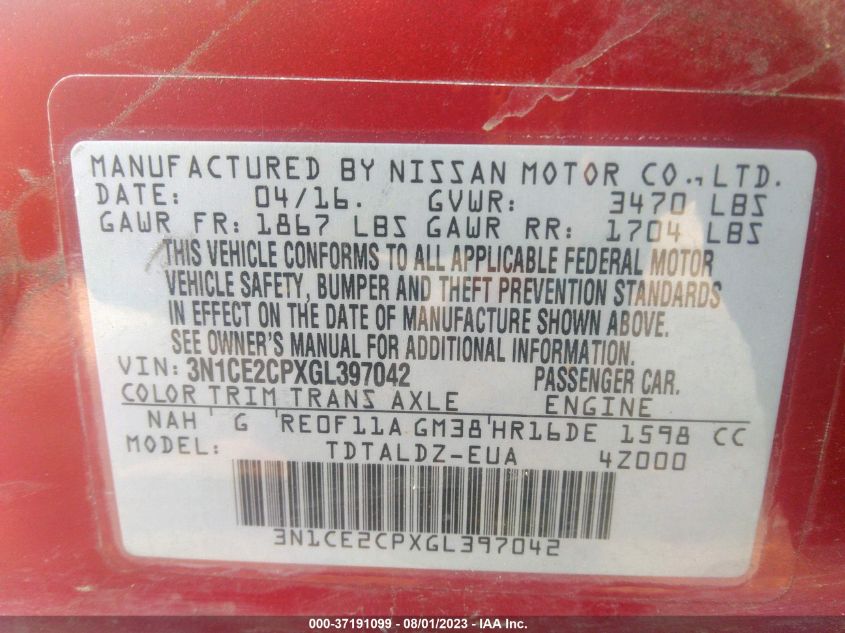 MANUFACTURED BY NISSAN MOTOR CO., LTD.
DATE: 04/16. GVWR: 3470 LBS
GAWR FR: 1867 LBS GAWR RR: 1704 LBS
THIS VEHICLE CONFORMS TO ALL APPLICABLE FEDERAL MOTOR
VEHICLE SAFETY, BUMPER AND THEFT PREVENTION STANDARDS
IN EFFECT ON THE DATE OF MANUFACTURE SHOWN ABOVE.
SEE OWNER'S MANUAL FOR ADDITIONAL INFORMATION.
VIN: 3N1CE2CPXGL397042 PASSENGER CAR.
COLOR TRIM TRANS AXLE ENGINE
NAH G RE0F11A GM38 HR16DE 1598 CC
MODEL: TDTALDZ-EUA 4Z000
3N1CE2CPXGL397042
000-37191099 — 08/01/2023 — IAA Inc.